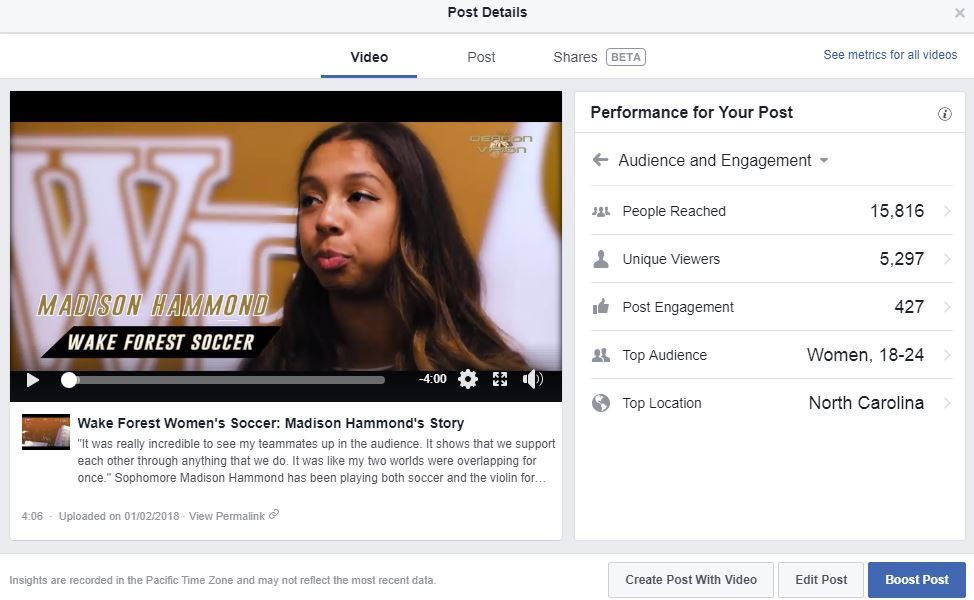 Post Details
Video
Post
Shares BETA
See metrics for all videos
DEACON
VISION
WF
MADISON HAMMOND
WAKE FOREST SOCCER
-4:00
Wake Forest Women's Soccer: Madison Hammond's Story
"It was really incredible to see my teammates up in the audience. It shows that we support
each other through anything that we do. It was like my two worlds were overlapping for
once." Sophomore Madison Hammond has been playing both soccer and the violin for…
4:06 · Uploaded on 01/02/2018 · View Permalink
Performance for Your Post
Audience and Engagement
People Reached 15,816
Unique Viewers 5,297
Post Engagement 427
Top Audience Women, 18-24
Top Location North Carolina
Insights are recorded in the Pacific Time Zone and may not reflect the most recent data.
Create Post With Video
Edit Post
Boost Post